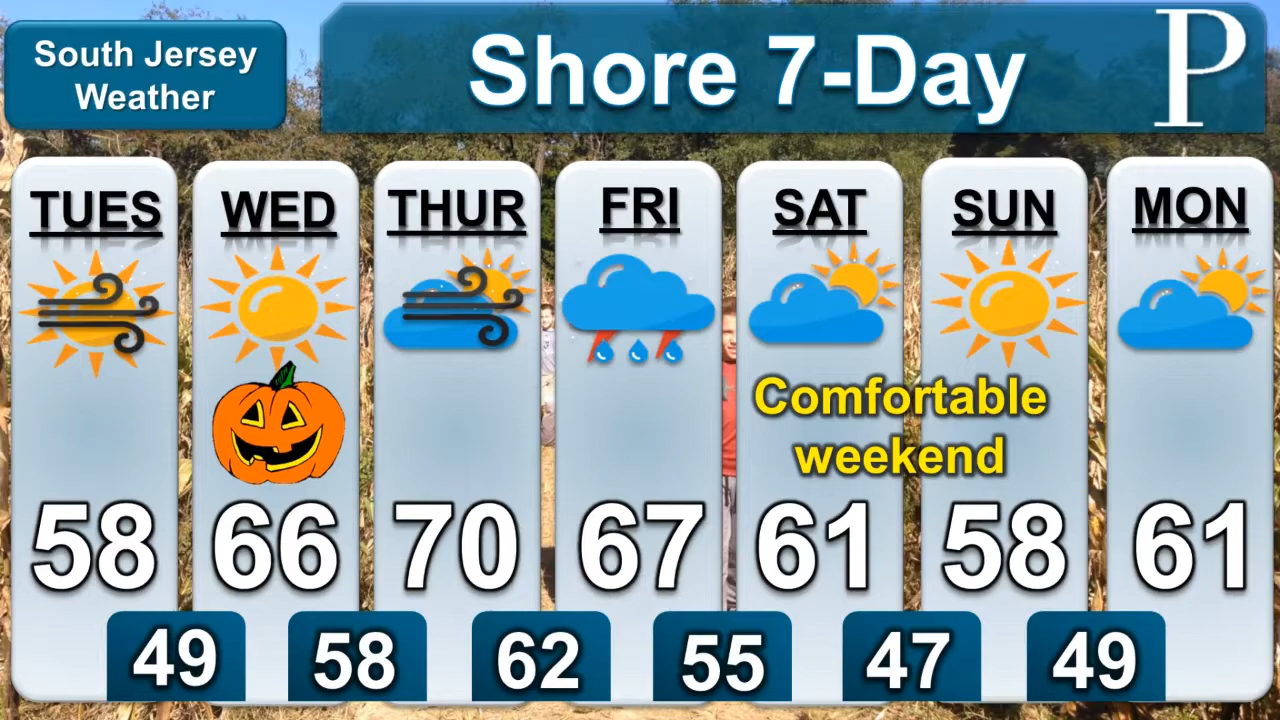 South Jersey
Weather
Shore 7-Day
P
TUES
WED
THUR
FRI
SAT
SUN
MON
Comfortable
weekend
58
66
70
67
61
58
61
49
58
62
55
47
49